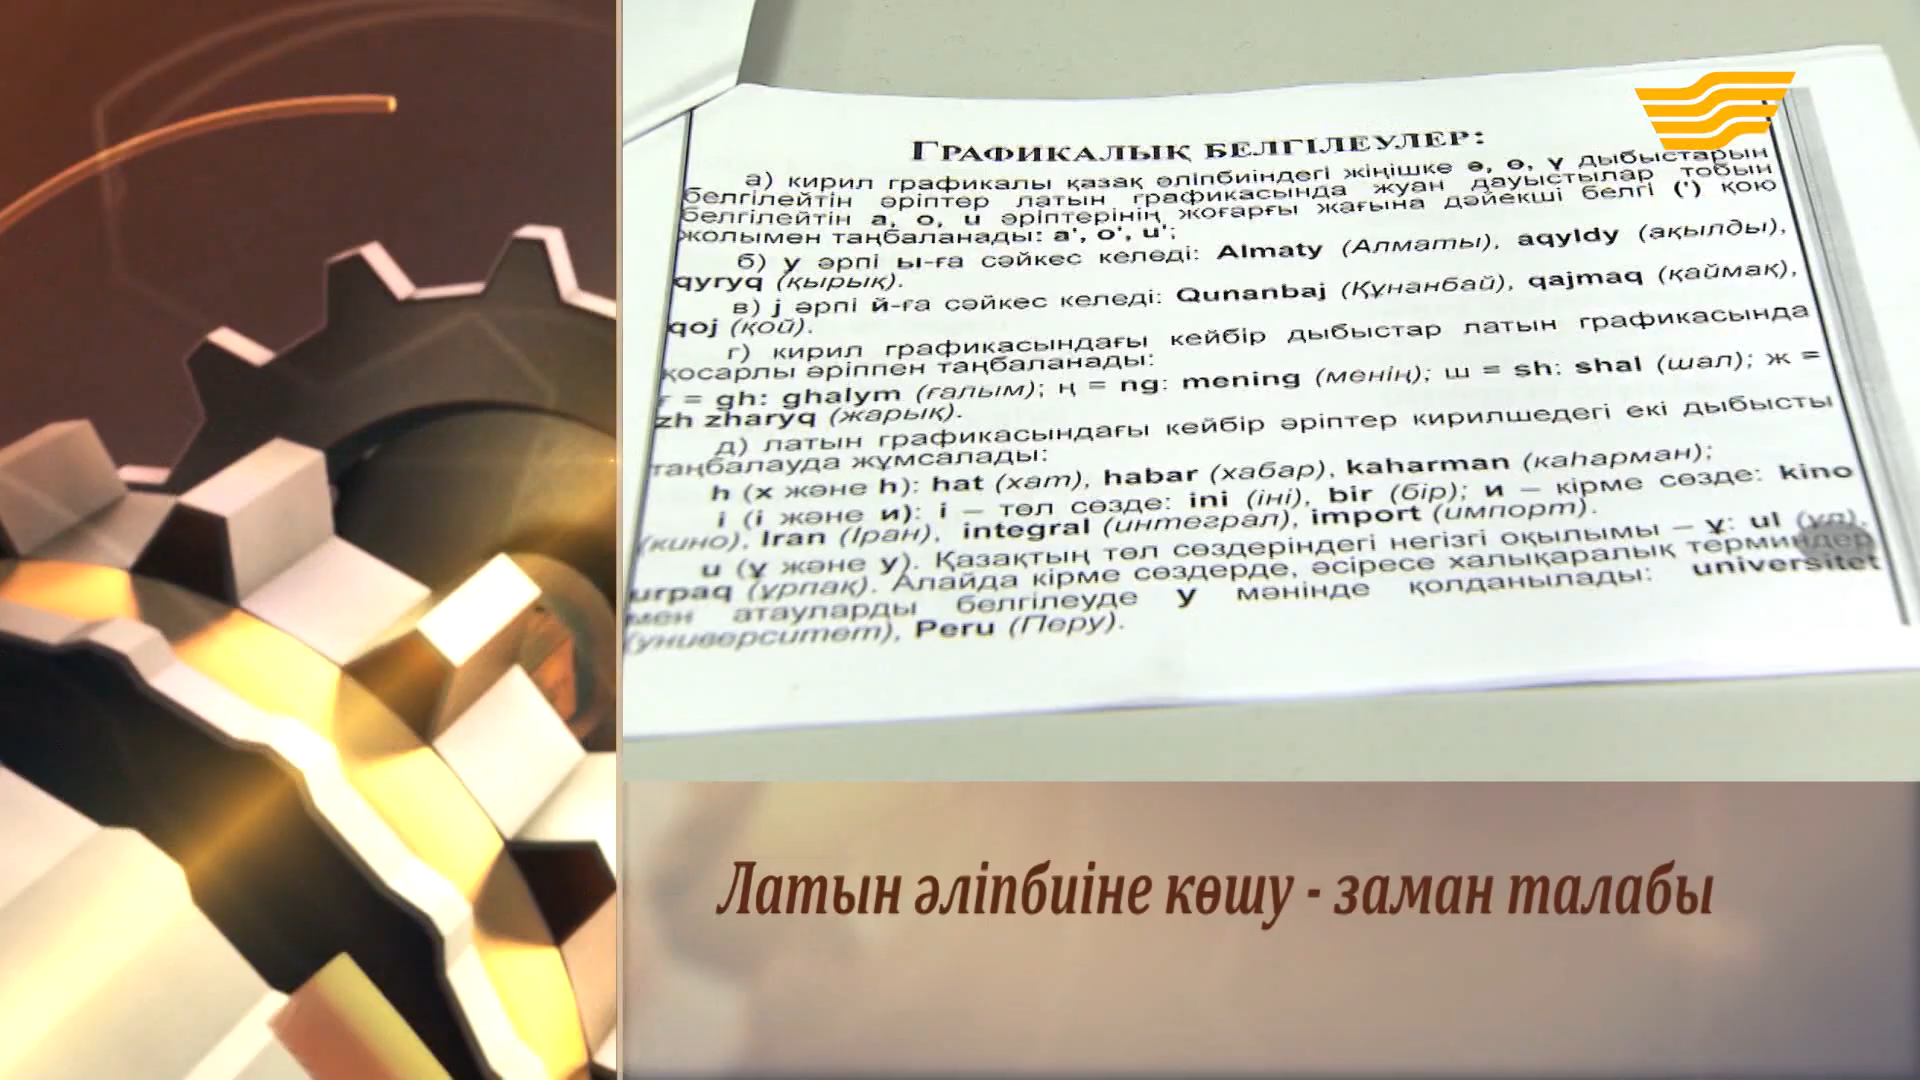 ГРАФИКАЛЫҚ БЕЛГІЛЕУЛЕР:
а) кирил графикалы қазақ әліпбиіндегі жіңішке ә, ө, ү дыбыстарын
белгілейтін әріптер латын графикасында жуан дауыстылар тобын
белгілейтін a, o, u әріптерінің жоғарғы жағына дәйекші белгі (') қою
жолымен таңбаланады: a', o', u';
б) y әрпі ы-ға сәйкес келеді: Almaty (Алматы), aqyldy (ақылды),
qyryq (қырық).
в) j әрпі й-ға сәйкес келеді: Qunanbaj (Құнанбай), qajmaq (қаймақ),
qoj (қой).
г) кирил графикасындағы кейбір дыбыстар латын графикасында
қосарлы әріппен таңбаланады:
ғ = gh: ghalym (ғалым); ң = ng: mening (менің); ш = sh: shal (шал); ж =
zh zharyq (жарық).
д) латын графикасындағы кейбір әріптер кирилшедегі екі дыбысты
таңбалауда жұмсалады:
h (х және һ): hat (хат), habar (хабар), kaharman (каһарман);
i (і және и): і – төл сөзде: ini (іні), bir (бір); и – кірме сөзде: kino
(кино), Iran (Іран), integral (интеграл), import (импорт).
u (ұ және у). Қазақтың төл сөздеріндегі негізгі оқылымы – ұ: ul (ұл),
urpaq (ұрпақ). Алайда кірме сөздерде, әсіресе халықаралық терминдер
мен атауларды белгілеуде у мәнінде қолданылады: universitet
(университет), Peru (Перу).
Латын әліпбиіне көшу - заман талабы